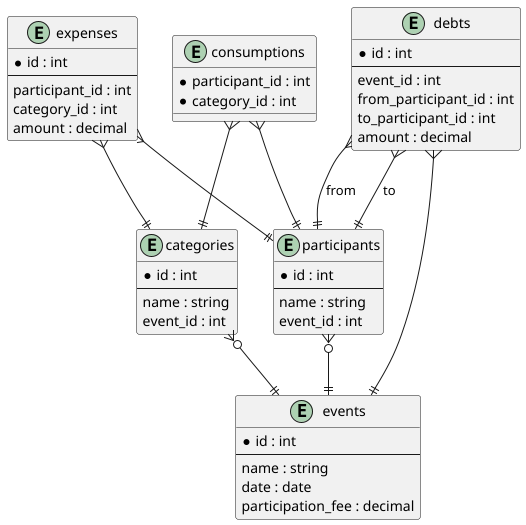 E expenses
* id : int
participant_id : int
category_id : int
amount : decimal
E consumptions
* participant_id : int
* category_id : int
E debts
* id : int
event_id : int
from_participant_id : int
to_participant_id : int
amount : decimal
from
to
E categories
* id : int
name : string
event_id : int
E participants
* id : int
name : string
event_id : int
E events
* id : int
name : string
date : date
participation_fee : decimal